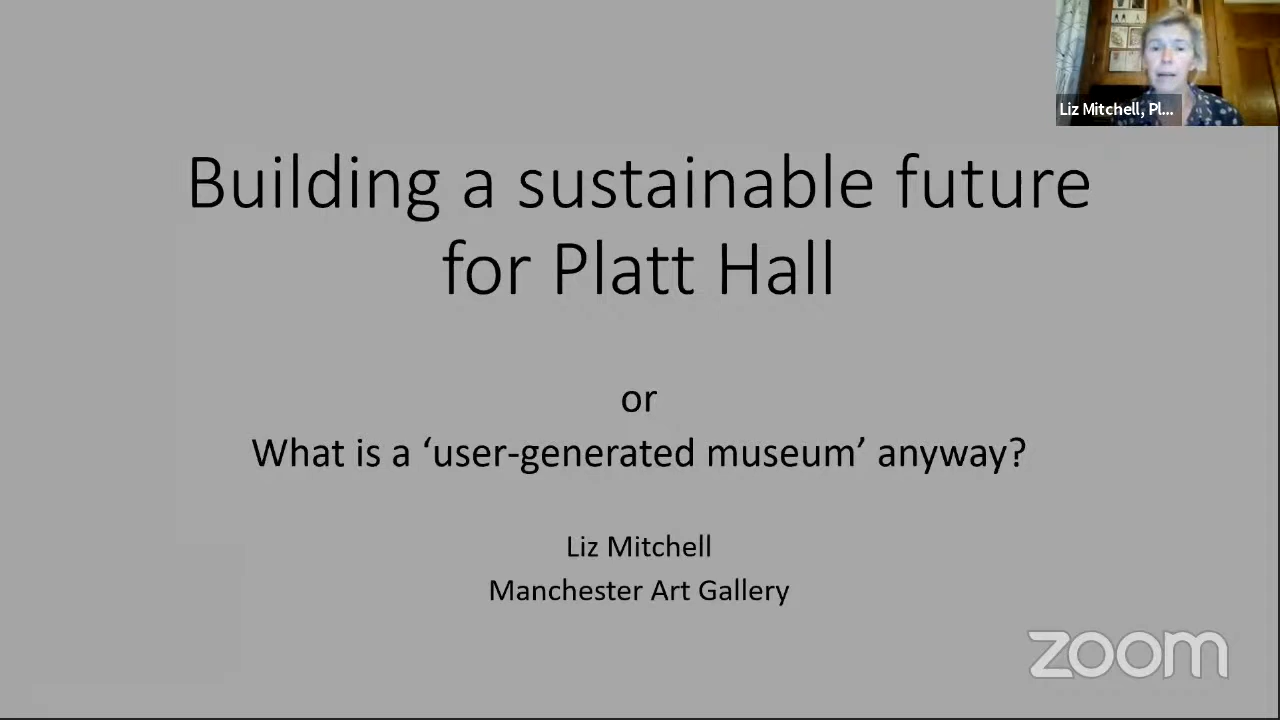 Liz Mitchell, Pl...
Building a sustainable future
for Platt Hall
or
What is a ‘user-generated museum’ anyway?
Liz Mitchell
Manchester Art Gallery
zoom